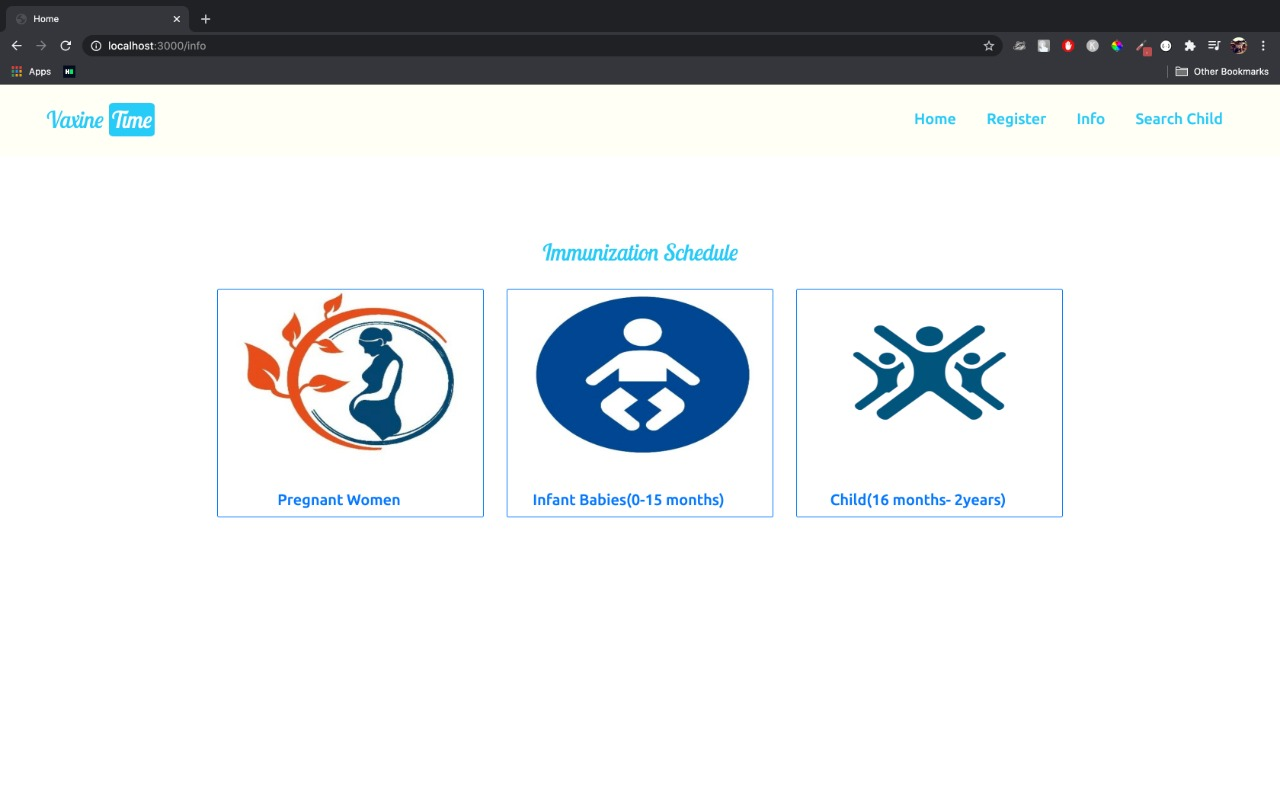 Home
localhost:3000/info
Apps
Other Bookmarks
Vaxine Time
Home Register Info Search Child
Immunization Schedule
Pregnant Women
Infant Babies(0-15 months)
Child(16 months- 2years)